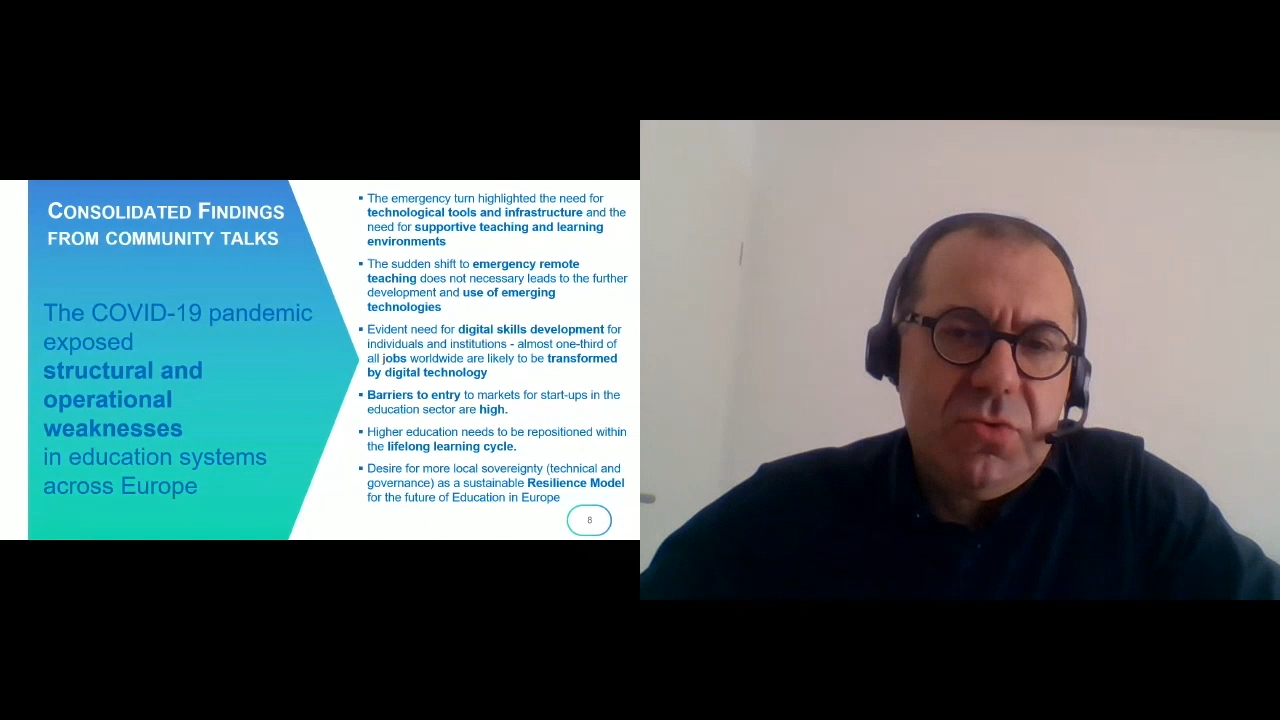 CONSOLIDATED FINDINGS
FROM COMMUNITY TALKS
The COVID-19 pandemic
exposed
structural and
operational
weaknesses
in education systems
across Europe
▪ The emergency turn highlighted the need for
technological tools and infrastructure and the
need for supportive teaching and learning
environments
▪ The sudden shift to emergency remote
teaching does not necessary leads to the further
development and use of emerging
technologies
▪ Evident need for digital skills development for
individuals and institutions - almost one-third of
all jobs worldwide are likely to be transformed
by digital technology
▪ Barriers to entry to markets for start-ups in the
education sector are high.
▪ Higher education needs to be repositioned within
the lifelong learning cycle.
▪ Desire for more local sovereignty (technical and
governance) as a sustainable Resilience Model
for the future of Education in Europe
8